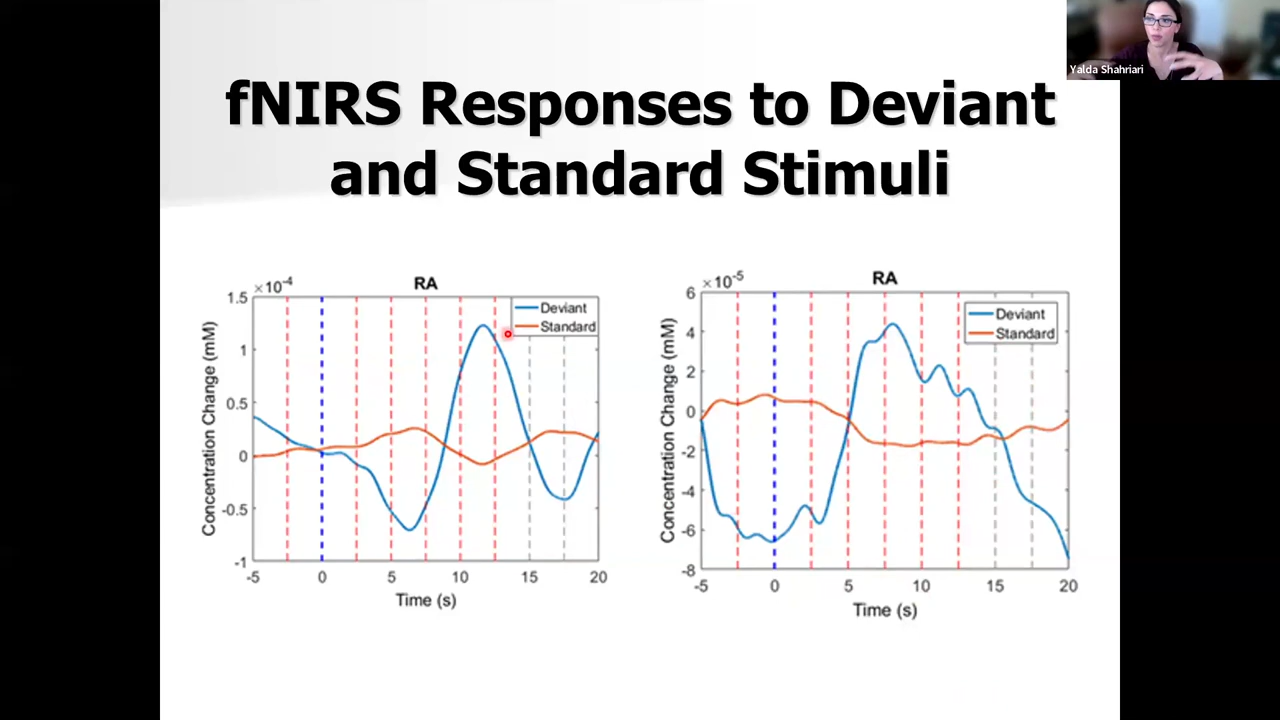 Yalda Shahriari
fNIRS Responses to Deviant
and Standard Stimuli
×10-4
RA
1.5
1
0.5
0
-0.5
-1
-5 0 5 10 15 20
Time (s)
Concentration Change (mM)
Deviant
Standard
×10-5
RA
6
4
2
0
-2
-4
-6
-8
-5 0 5 10 15 20
Time (s)
Concentration Change (mM)
Deviant
Standard